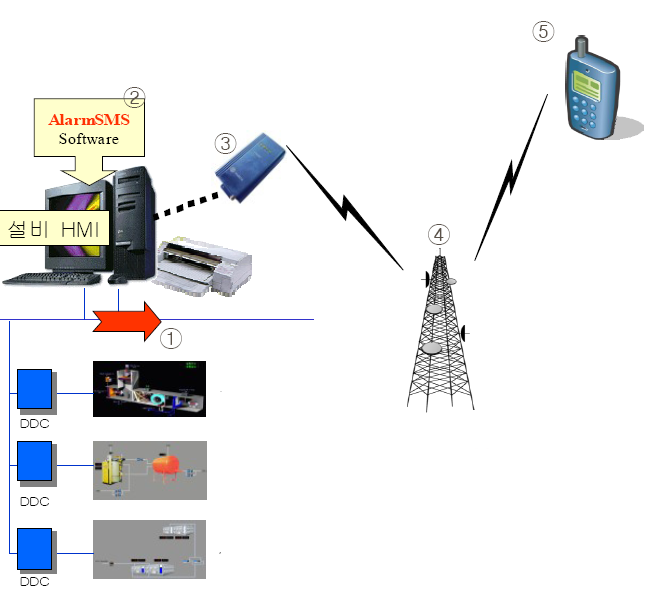 ⑤
②
AlarmSMS
Software
③
설비 HMI
④
①
DDC
DDC
DDC